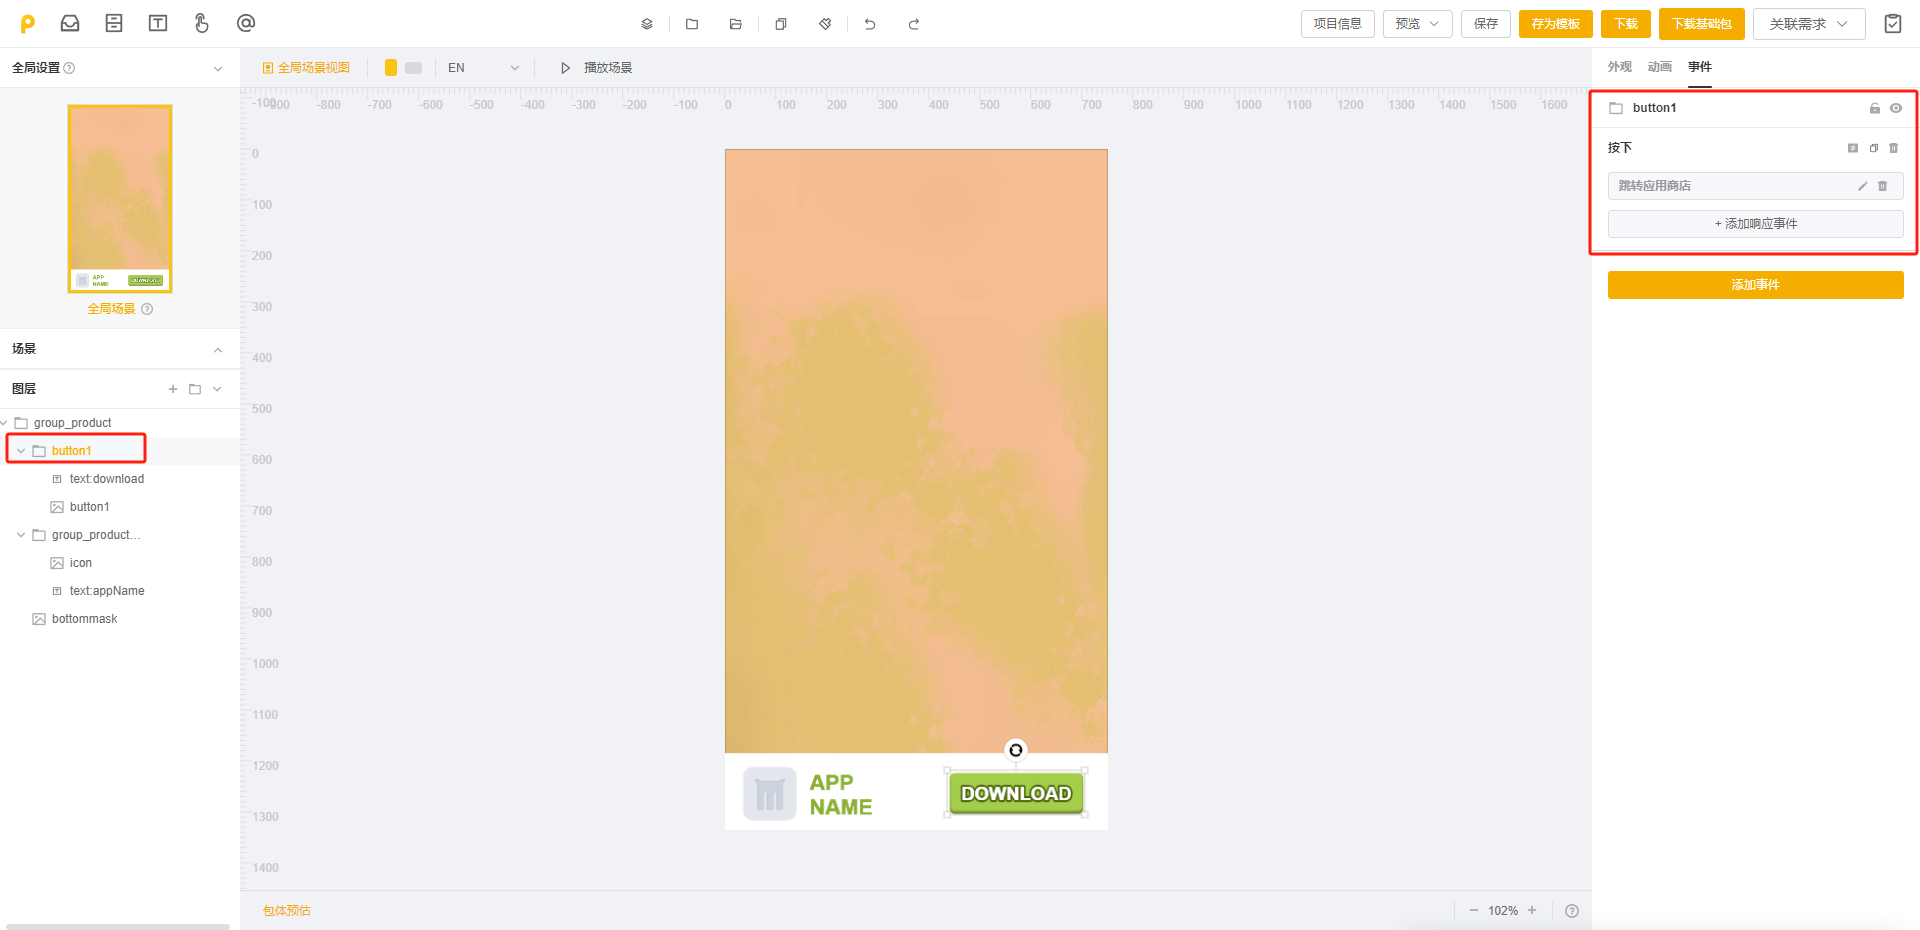 项目信息
预览
保存
存为模板
下载
下载基础包
关联需求
全局设置
全局场景视图
EN
播放场景
外观 动画 事件
-100
-900 -800 -700 -600 -500 -400 -300 -200 -100 0 100 200 300 400 500 600 700 800 900 1000 1100 1200 1300 1400 1500 1600
button1
按下
跳转应用商店
+ 添加响应事件
添加事件
APP
NAME
DOWNLOAD
全局场景
场景
图层
group_product
button1
text:download
button1
group_product...
icon
text:appName
bottommask
0
100
200
300
400
500
600
700
800
900
1000
1100
1200
1300
1400
APP
NAME
DOWNLOAD
包体预估
102%